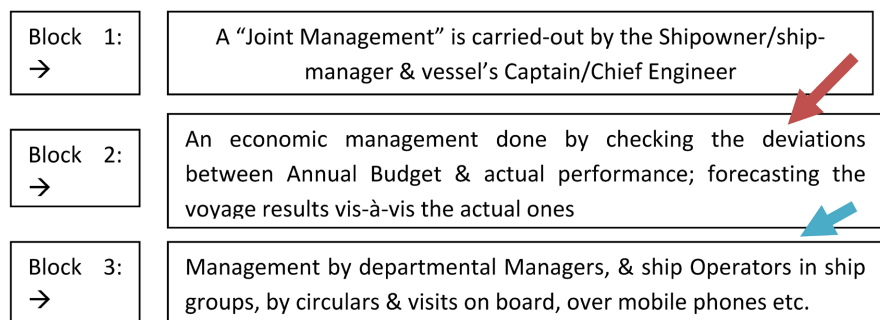 Block 1:
→
A “Joint Management” is carried-out by the Shipowner/ship-
manager & vessel’s Captain/Chief Engineer
Block 2:
→
An economic management done by checking the deviations
between Annual Budget & actual performance; forecasting the
voyage results vis-à-vis the actual ones
Block 3:
→
Management by departmental Managers, & ship Operators in ship
groups, by circulars & visits on board, over mobile phones etc.